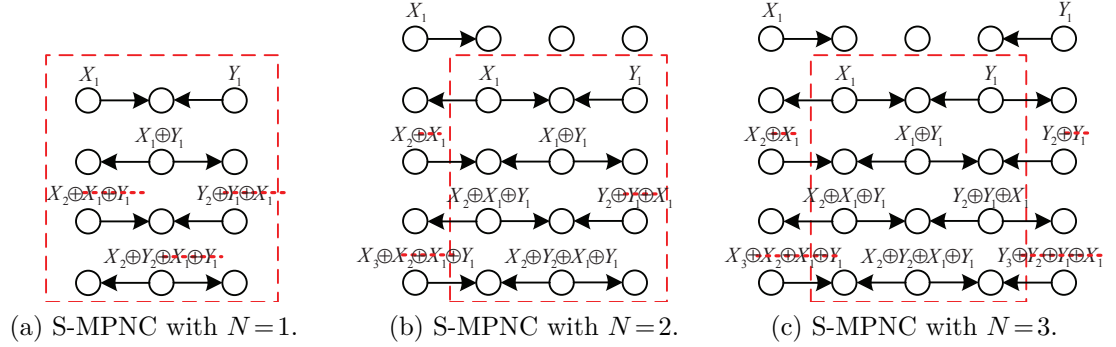 X₁
X₁ Y₁
X₁ Y₁ X₁ Y₁ X₁ Y₁
X₁⊕Y₁ X₂⊕X₁ X₁⊕Y₁ X₂⊕X₁ X₁⊕Y₁ Y₂⊕Y₁
X₂⊕X₁⊕Y₁ Y₂⊕Y₁⊕X₁ X₂⊕X₁⊕Y₁ Y₂⊕Y₁⊕X₁ X₂⊕X₁⊕Y₁ Y₂⊕Y₁⊕X₁
X₂⊕Y₂⊕X₁⊕Y₁ X₃⊕X₂⊕X₁⊕Y₁ X₂⊕Y₂⊕X₁⊕Y₁ X₃⊕X₂⊕X₁⊕Y₁ X₂⊕Y₂⊕X₁⊕Y₁ Y₃⊕Y₂⊕Y₁⊕X₁
(a) S-MPNC with N=1. (b) S-MPNC with N=2. (c) S-MPNC with N=3.